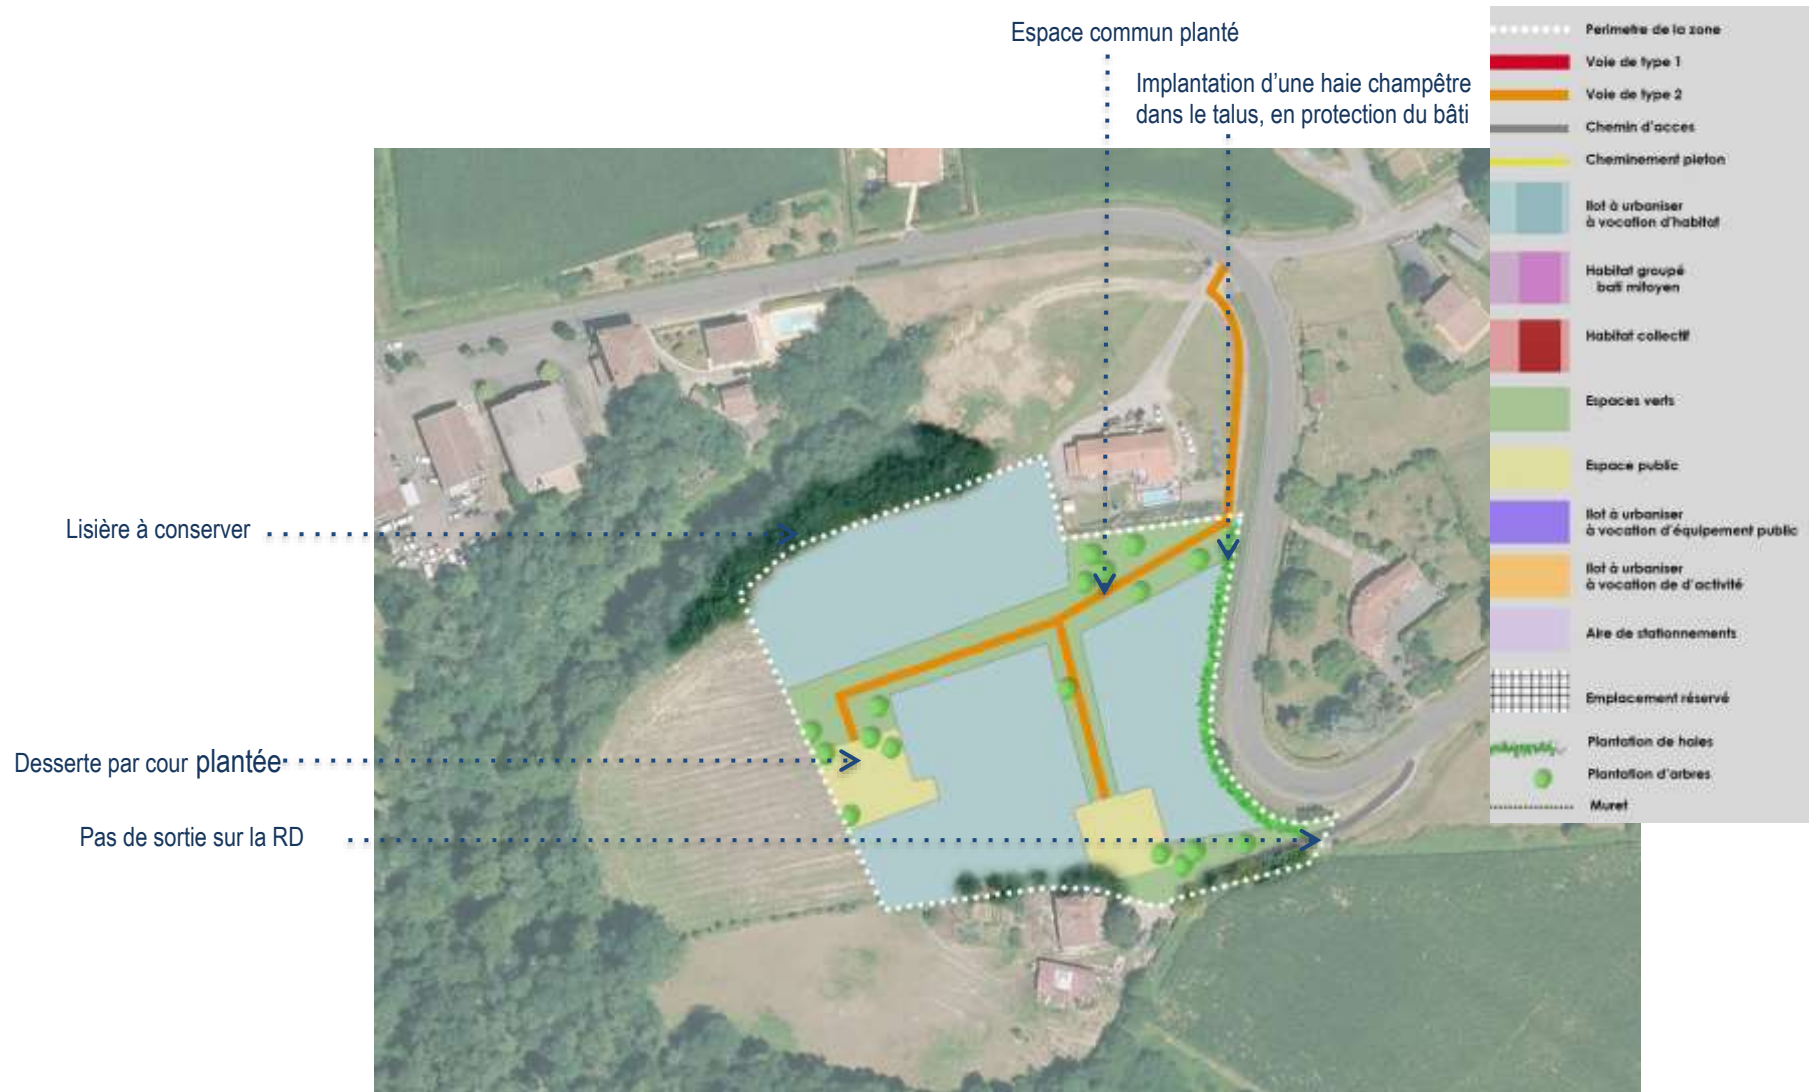 Espace commun planté
Implantation d'une haie champêtre
dans le talus, en protection du bâti
Lisière à conserver
Desserte par cour plantée
Pas de sortie sur la RD
Perimetre de la zone
Voie de type 1
Voie de type 2
Chemin d'acces
Cheminement pieton
Ilot à urbaniser
à vocation d'habitat
Habitat groupé
bati mitoyen
Habitat collectif
Espaces verts
Espace public
Ilot à urbaniser
à vocation d'équipement public
Ilot à urbaniser
à vocation de d'activité
Aire de stationnements
Emplacement réservé
Plantation de haies
Plantation d'arbres
Muret